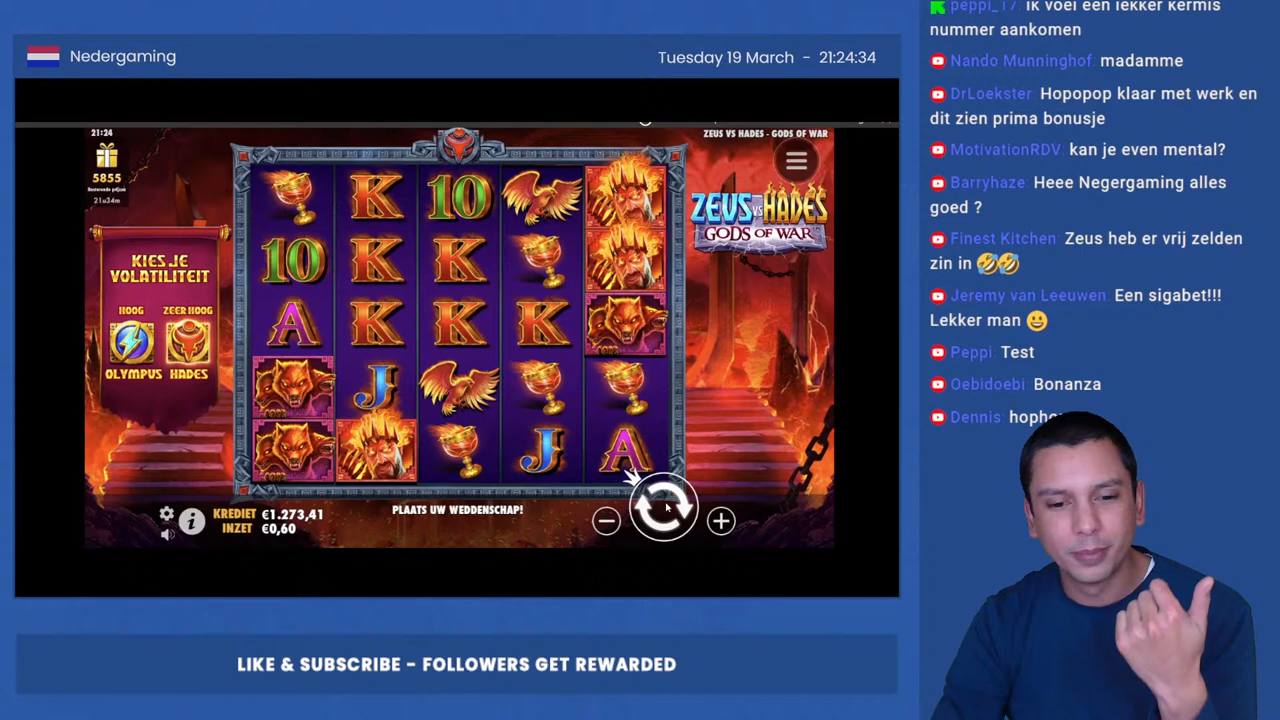 Nedergaming
Tuesday 19 March - 21:24:34
21:24
5855
21u34m
ZEUS VS HADES - GODS OF WAR
ZEUS VS HADES
GODS OF WAR
KIES JE
VOLATILITEIT
HOOG
ZEER HOOG
OLYMPUS
HADES
K
10
10
K
K
A
K
K
K
J
J
A
KREDIET €1.273,41
INZET €0,60
PLAATS UW WEDDENSCHAP!
LIKE & SUBSCRIBE - FOLLOWERS GET REWARDED
peppi_17: ik voel een lekker kermis
nummer aankomen
Nando Munninghof: madamme
DrLoekster: Hopopop klaar met werk en
dit zien prima bonusje
MotivationRDV: kan je even mental?
Barryhaze: Heee Negergaming alles
goed ?
Finest Kitchen: Zeus heb er vrij zelden
zin in 🤣🤣
Jeremy van Leeuwen: Een sigabet!!!
Lekker man 😀
Peppi: Test
Oebidoebi: Bonanza
Dennis: